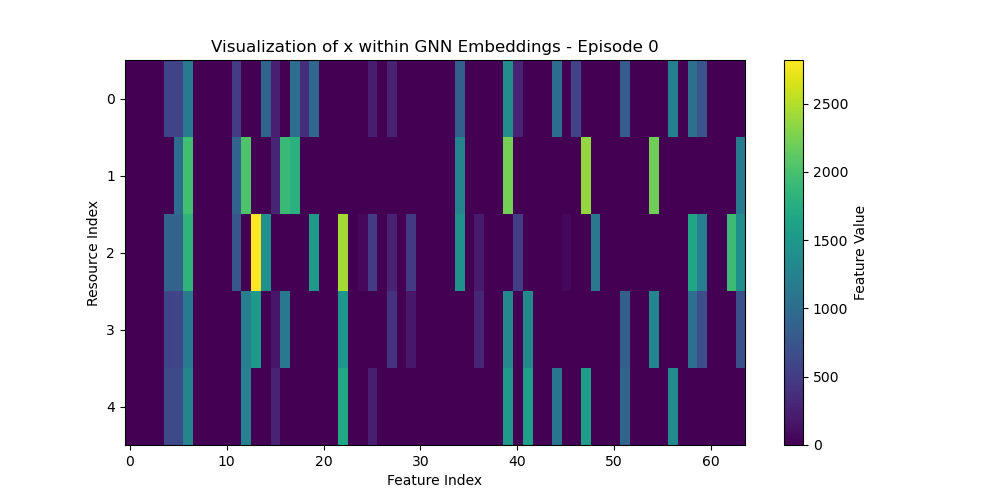 Visualization of x within GNN Embeddings - Episode 0
Resource Index
0
1
2
3
4
0 10 20 30 40 50 60
Feature Index
2500
2000
1500
1000
500
0
Feature Value